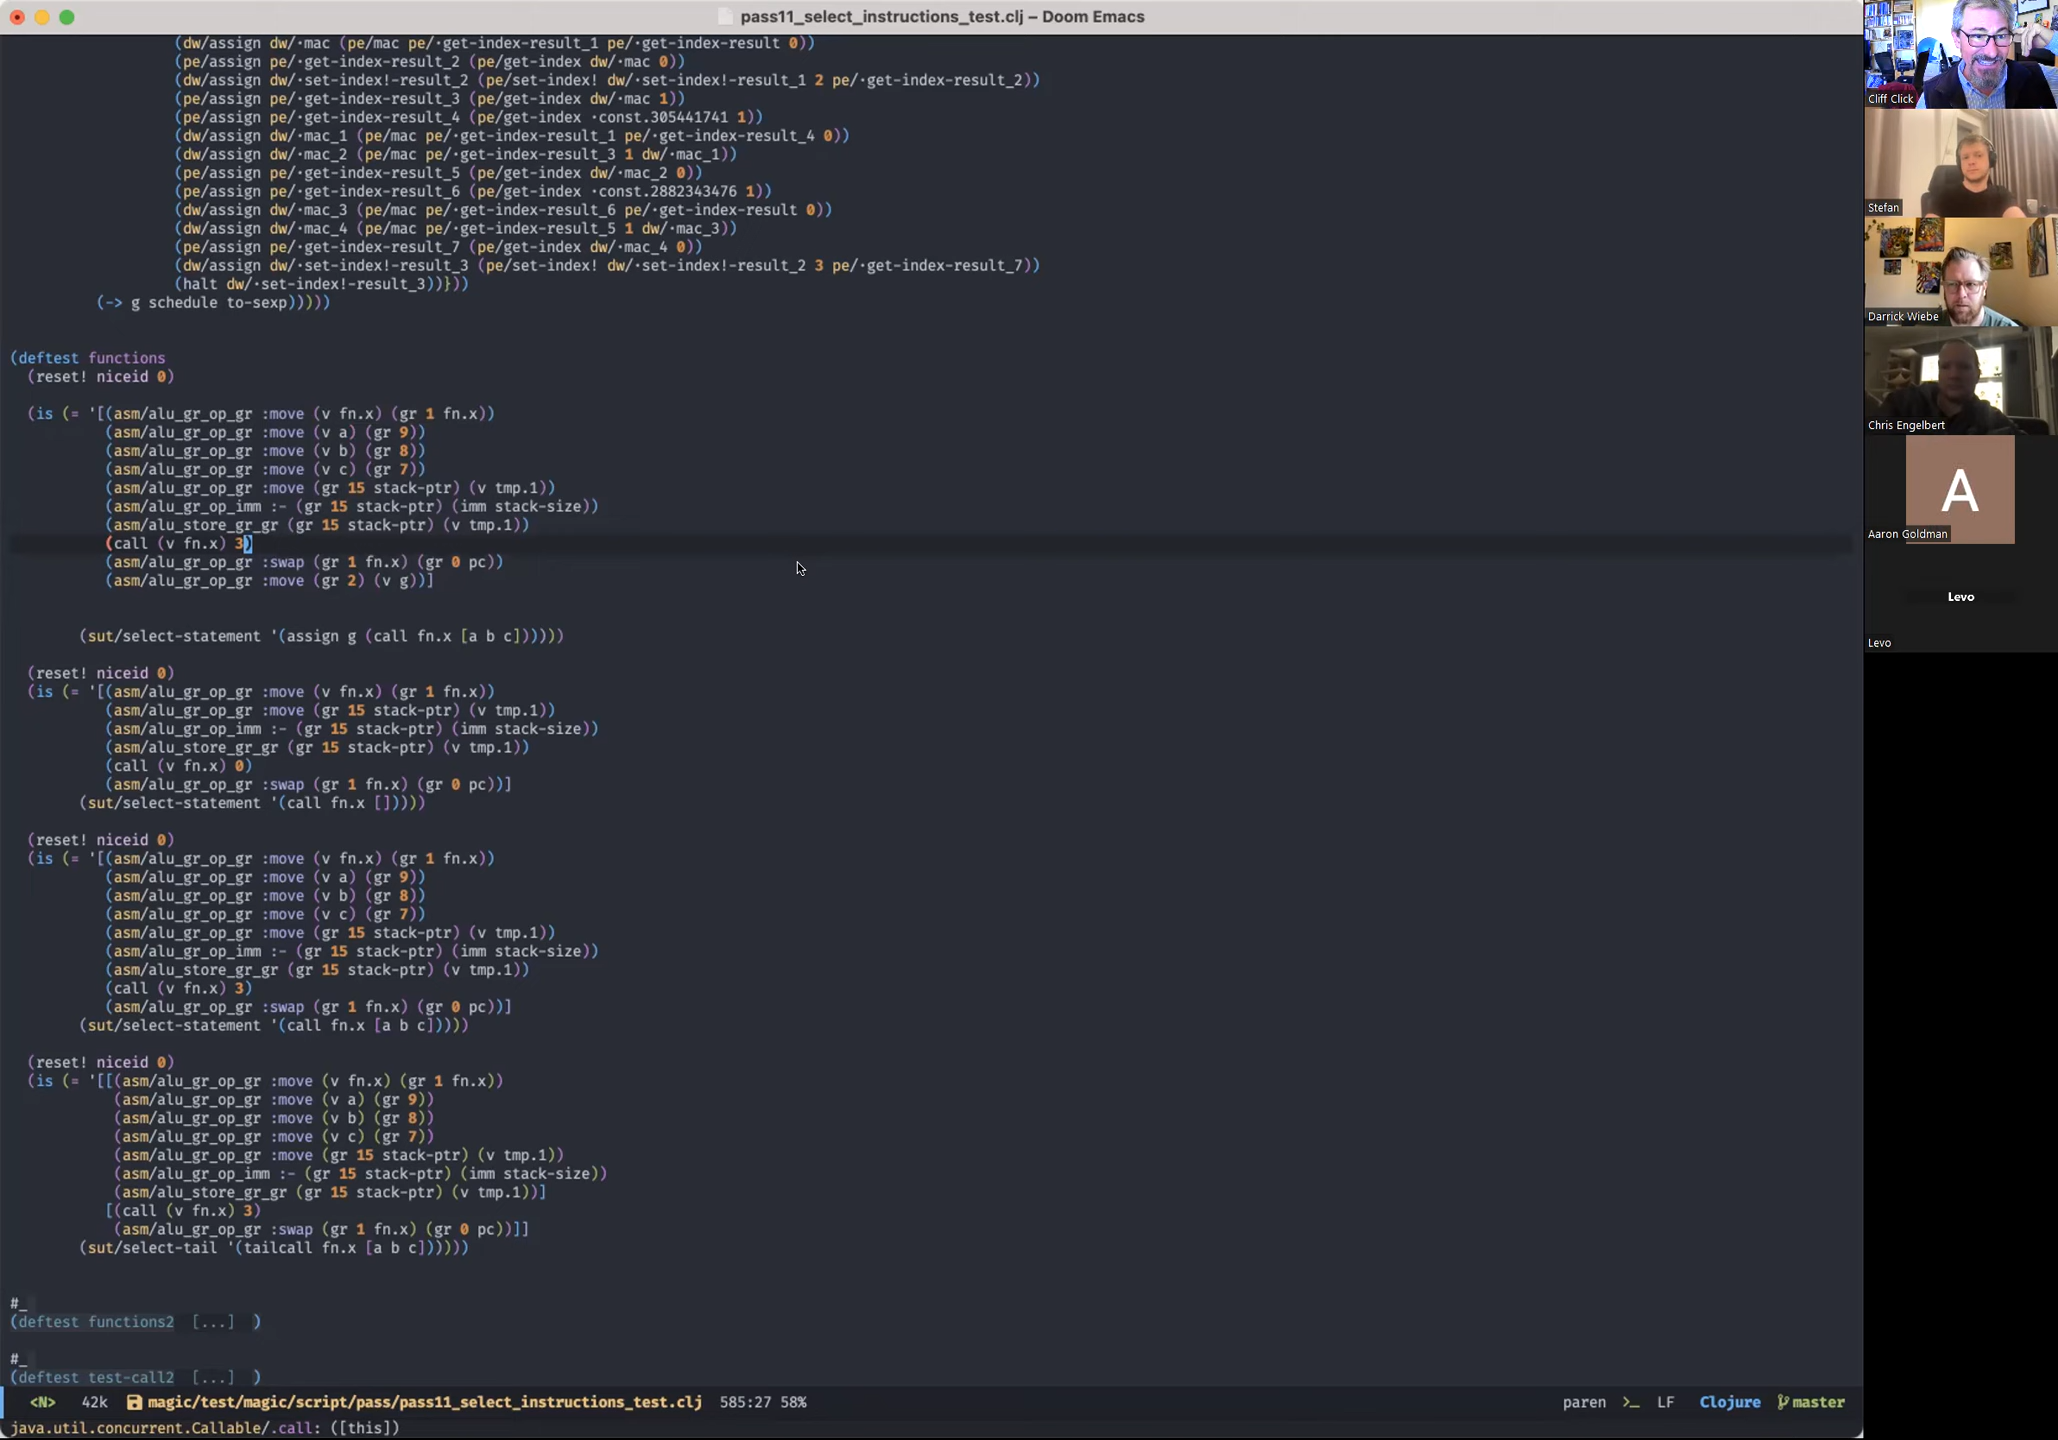 pass11_select_instructions_test.clj – Doom Emacs
(dw/assign dw/·mac (pe/mac pe/·get-index-result_1 pe/·get-index-result 0))
(pe/assign pe/·get-index-result_2 (pe/get-index dw/·mac 0))
(dw/assign dw/·set-index!-result_2 (pe/set-index! dw/·set-index!-result_1 2 pe/·get-index-result_2))
(pe/assign pe/·get-index-result_3 (pe/get-index dw/·mac 1))
(pe/assign pe/·get-index-result_4 (pe/get-index ·const.305441741 1))
(dw/assign dw/·mac_1 (pe/mac pe/·get-index-result_1 pe/·get-index-result_4 0))
(dw/assign dw/·mac_2 (pe/mac pe/·get-index-result_3 1 dw/·mac_1))
(pe/assign pe/·get-index-result_5 (pe/get-index dw/·mac_2 0))
(pe/assign pe/·get-index-result_6 (pe/get-index ·const.2882343476 1))
(dw/assign dw/·mac_3 (pe/mac pe/·get-index-result_6 pe/·get-index-result 0))
(dw/assign dw/·mac_4 (pe/mac pe/·get-index-result_5 1 dw/·mac_3))
(pe/assign pe/·get-index-result_7 (pe/get-index dw/·mac_4 0))
(dw/assign dw/·set-index!-result_3 (pe/set-index! dw/·set-index!-result_2 3 pe/·get-index-result_7))
(halt dw/·set-index!-result_3))}))
(-> g schedule to-sexp)))))
(deftest functions
(reset! niceid 0)
(is (= '[(asm/alu_gr_op_gr :move (v fn.x) (gr 1 fn.x))
(asm/alu_gr_op_gr :move (v a) (gr 9))
(asm/alu_gr_op_gr :move (v b) (gr 8))
(asm/alu_gr_op_gr :move (v c) (gr 7))
(asm/alu_gr_op_gr :move (gr 15 stack-ptr) (v tmp.1))
(asm/alu_gr_op_imm :- (gr 15 stack-ptr) (imm stack-size))
(asm/alu_store_gr_gr (gr 15 stack-ptr) (v tmp.1))
(call (v fn.x) 3)
(asm/alu_gr_op_gr :swap (gr 1 fn.x) (gr 0 pc))
(asm/alu_gr_op_gr :move (gr 2) (v g))]
(sut/select-statement '(assign g (call fn.x [a b c])))))
(reset! niceid 0)
(is (= '[(asm/alu_gr_op_gr :move (v fn.x) (gr 1 fn.x))
(asm/alu_gr_op_gr :move (gr 15 stack-ptr) (v tmp.1))
(asm/alu_gr_op_imm :- (gr 15 stack-ptr) (imm stack-size))
(asm/alu_store_gr_gr (gr 15 stack-ptr) (v tmp.1))
(call (v fn.x) 0)
(asm/alu_gr_op_gr :swap (gr 1 fn.x) (gr 0 pc))]
(sut/select-statement '(call fn.x []))))
(reset! niceid 0)
(is (= '[(asm/alu_gr_op_gr :move (v fn.x) (gr 1 fn.x))
(asm/alu_gr_op_gr :move (v a) (gr 9))
(asm/alu_gr_op_gr :move (v b) (gr 8))
(asm/alu_gr_op_gr :move (v c) (gr 7))
(asm/alu_gr_op_gr :move (gr 15 stack-ptr) (v tmp.1))
(asm/alu_gr_op_imm :- (gr 15 stack-ptr) (imm stack-size))
(asm/alu_store_gr_gr (gr 15 stack-ptr) (v tmp.1))
(call (v fn.x) 3)
(asm/alu_gr_op_gr :swap (gr 1 fn.x) (gr 0 pc))]
(sut/select-statement '(call fn.x [a b c]))))
(reset! niceid 0)
(is (= '[[(asm/alu_gr_op_gr :move (v fn.x) (gr 1 fn.x))
(asm/alu_gr_op_gr :move (v a) (gr 9))
(asm/alu_gr_op_gr :move (v b) (gr 8))
(asm/alu_gr_op_gr :move (v c) (gr 7))
(asm/alu_gr_op_gr :move (gr 15 stack-ptr) (v tmp.1))
(asm/alu_gr_op_imm :- (gr 15 stack-ptr) (imm stack-size))
(asm/alu_store_gr_gr (gr 15 stack-ptr) (v tmp.1))]
[(call (v fn.x) 3)
(asm/alu_gr_op_gr :swap (gr 1 fn.x) (gr 0 pc))]]
(sut/select-tail '(tailcall fn.x [a b c])))))
#_
(deftest functions2 [...] )
#_
(deftest test-call2 [...] )
<N> 42k magic/test/magic/script/pass/pass11_select_instructions_test.clj 585:27 58% paren >_ LF Clojure master
java.util.concurrent.Callable/.call: ([this])
Cliff Click
Stefan
Darrick Wiebe
Chris Engelbert
A
Aaron Goldman
Levo
Levo